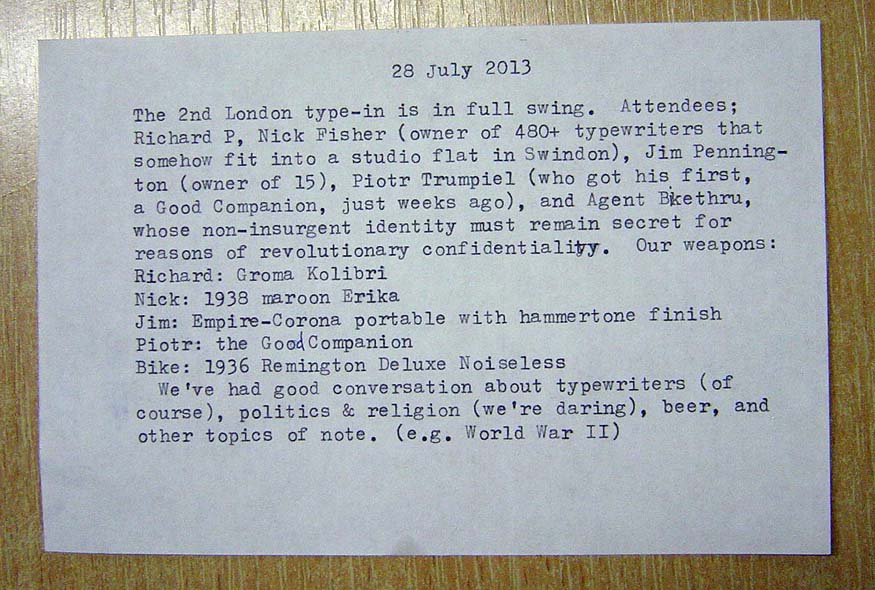 28 July 2013
The 2nd London type-in is in full swing. Attendees;
Richard P, Nick Fisher (owner of 480+ typewriters that
somehow fit into a studio flat in Swindon), Jim Penning-
ton (owner of 15), Piotr Trumpiel (who got his first,
a Good Companion, just weeks ago), and Agent Bikethru,
whose non-insurgent identity must remain secret for
reasons of revolutionary confidentiality. Our weapons:
Richard: Groma Kolibri
Nick: 1938 maroon Erika
Jim: Empire-Corona portable with hammertone finish
Piotr: the Good Companion
Bike: 1936 Remington Deluxe Noiseless
We've had good conversation about typewriters (of
course), politics & religion (we're daring), beer, and
other topics of note. (e.g. World War II)